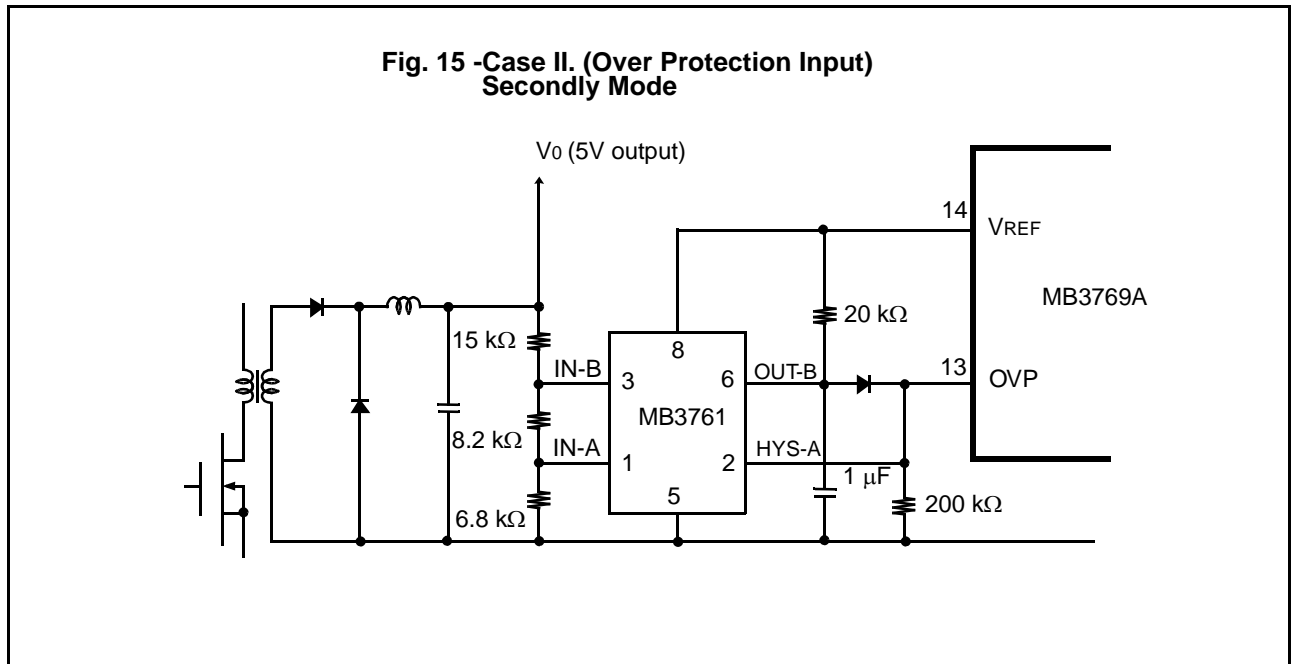 Fig. 15 -Case II. (Over Protection Input)
Secondly Mode
V0 (5V output)
14
VREF
MB3769A
20 kΩ
15 kΩ
8
IN-B
3
6
OUT-B
13
OVP
MB3761
8.2 kΩ
IN-A
1
2
HYS-A
1 μF
5
200 kΩ
6.8 kΩ